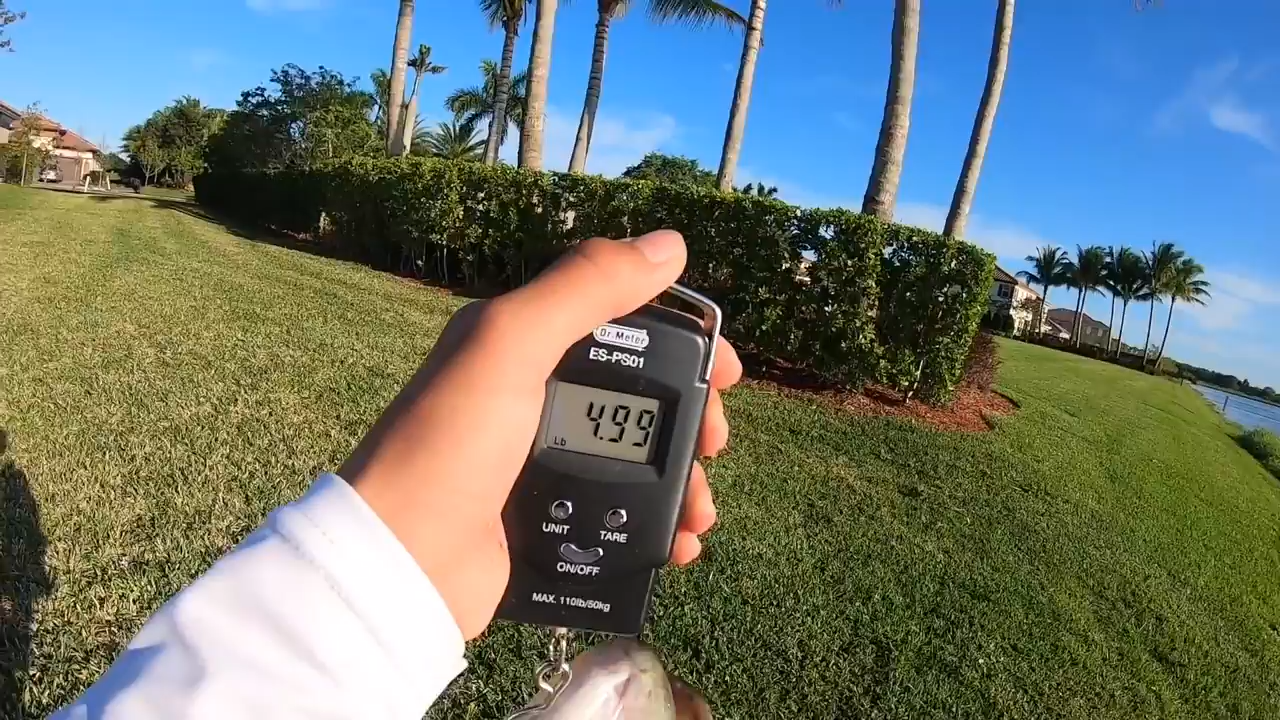 Dr.Meter
ES-PS01
4.99
Lb
UNIT
TARE
ON/OFF
MAX. 110lb/50kg